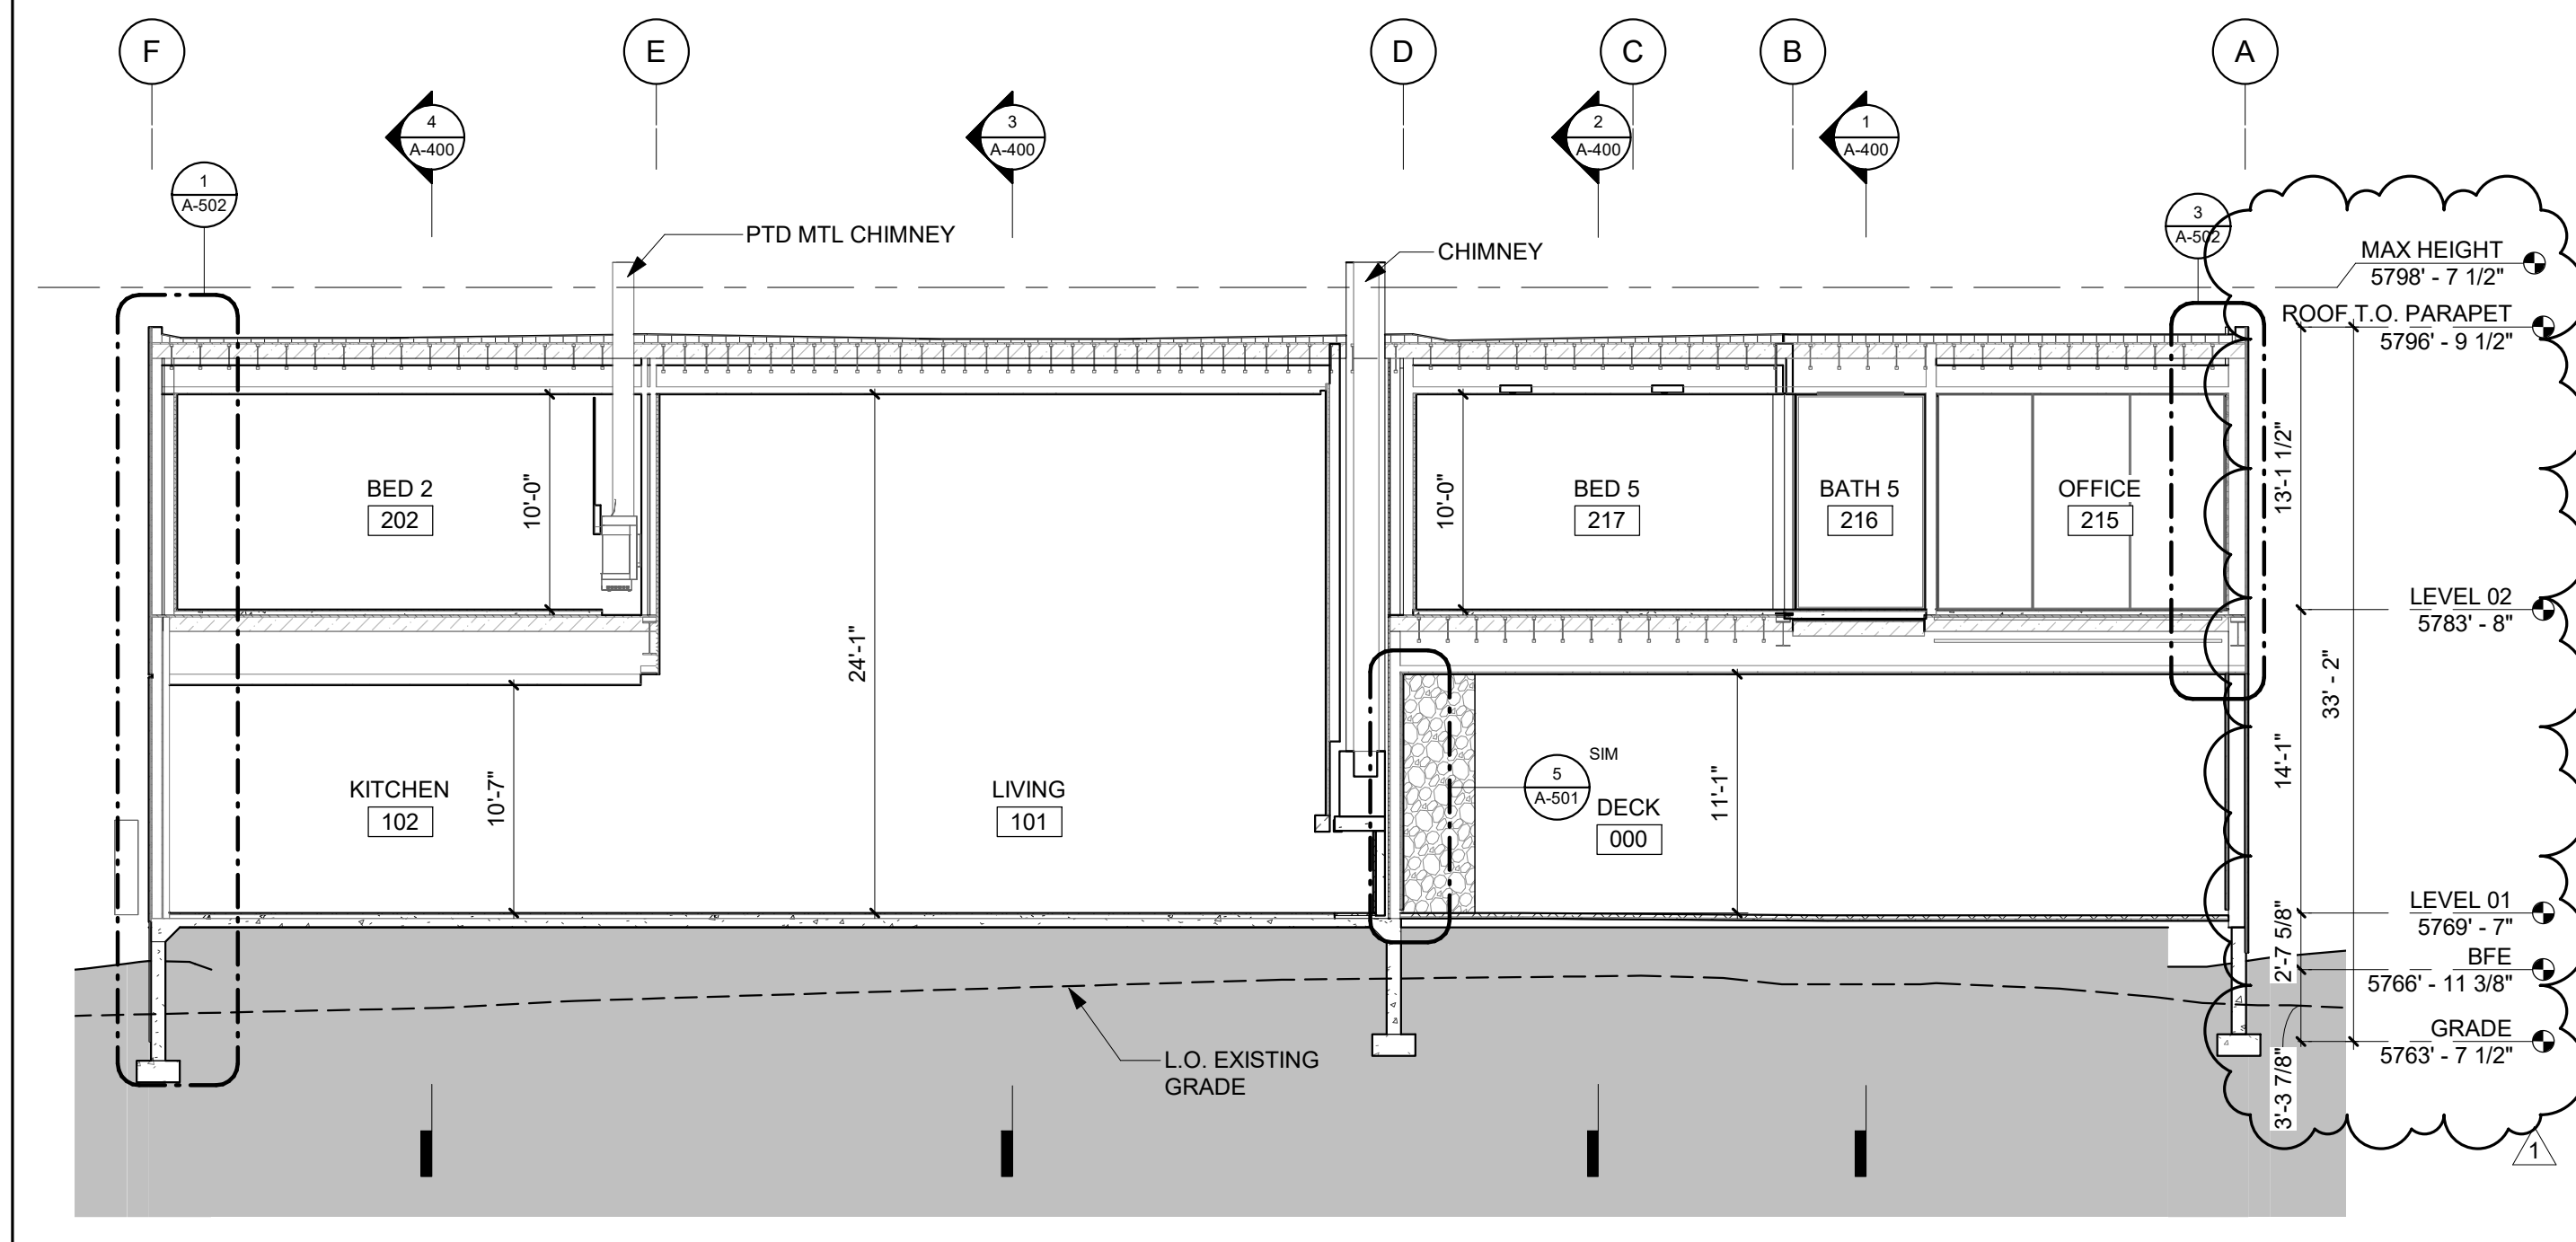 F
E
D
C
B
A
4
A-400
3
A-400
2
A-400
1
A-400
1
A-502
3
A-502
PTD MTL CHIMNEY
CHIMNEY
MAX HEIGHT
5798' - 7 1/2"
ROOF T.O. PARAPET
5796' - 9 1/2"
BED 2
202
10'-0"
24'-1"
10'-0"
BED 5
217
BATH 5
216
OFFICE
215
13'-11 1/2"
LEVEL 02
5783' - 8"
33' - 2"
KITCHEN
102
10'-7"
LIVING
101
5
A-501
SIM
DECK
000
11'-1"
14'-1"
LEVEL 01
5769' - 7"
2'-7 5/8"
BFE
5766' - 11 3/8"
GRADE
5763' - 7 1/2"
3'-3 7/8"
L.O. EXISTING
GRADE
1